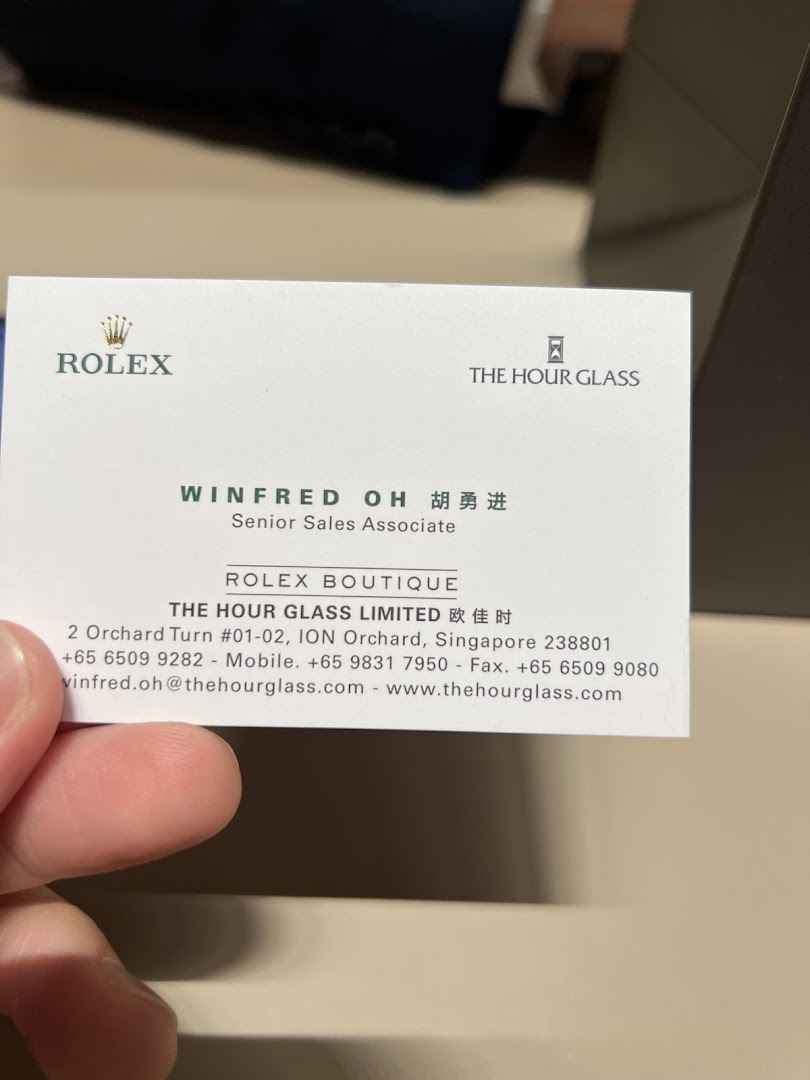 ROLEX
THE HOUR GLASS
WINFRED OH 胡勇进
Senior Sales Associate
ROLEX BOUTIQUE
THE HOUR GLASS LIMITED 欧佳时
2 Orchard Turn #01-02, ION Orchard, Singapore 238801
+65 6509 9282 - Mobile. +65 9831 7950 - Fax. +65 6509 9080
winfred.oh@thehourglass.com - www.thehourglass.com